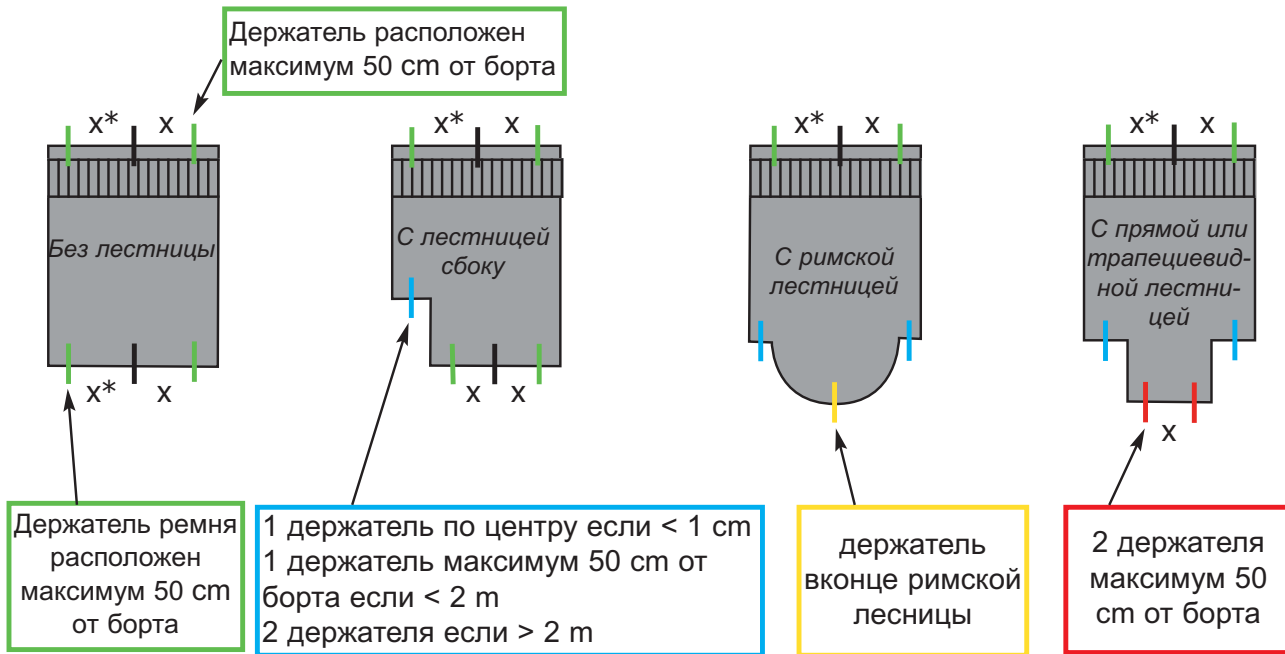 Держатель расположен
максимум 50 cm от борта
x* x
x* x
x* x
x* x
Без лестницы
С лестницей
сбоку
С римской
лестницей
С прямой или
трапециевид-
ной лестни-
цей
x* x
x x
x
Держатель ремня
расположен
максимум 50 cm
от борта
1 держатель по центру если < 1 cm
1 держатель максимум 50 cm от
борта если < 2 m
2 держателя если > 2 m
держатель
вконце римской
лесницы
2 держателя
максимум 50
cm от борта